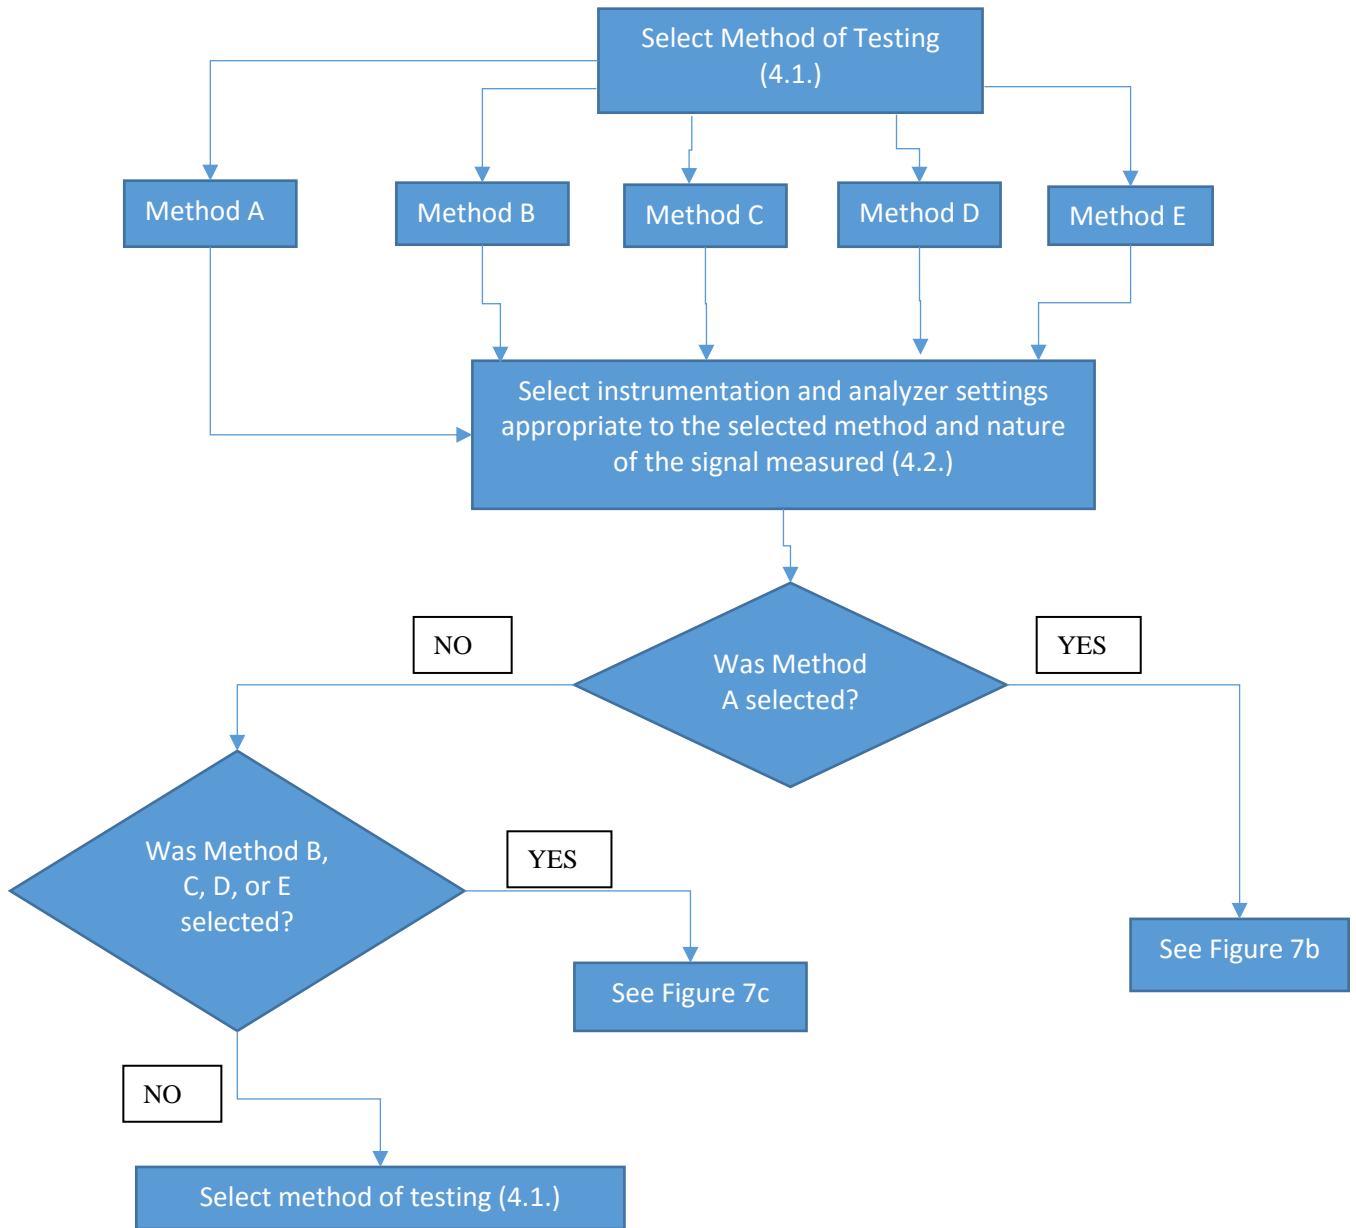 Select Method of Testing
(4.1.)
Method A
Method B
Method C
Method D
Method E
Select instrumentation and analyzer settings
appropriate to the selected method and nature
of the signal measured (4.2.)
NO
YES
Was Method
A selected?
Was Method B,
C, D, or E
selected?
YES
See Figure 7c
See Figure 7b
NO
Select method of testing (4.1.)